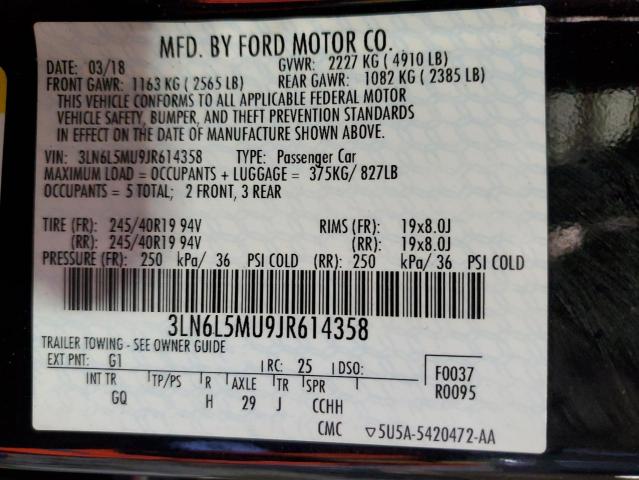 MFD. BY FORD MOTOR CO.
DATE: 03/18 GVWR: 2227 KG ( 4910 LB)
FRONT GAWR: 1163 KG ( 2565 LB) REAR GAWR: 1082 KG ( 2385 LB)
THIS VEHICLE CONFORMS TO ALL APPLICABLE FEDERAL MOTOR
VEHICLE SAFETY, BUMPER, AND THEFT PREVENTION STANDARDS
IN EFFECT ON THE DATE OF MANUFACTURE SHOWN ABOVE.
VIN: 3LN6L5MU9JR614358 TYPE: Passenger Car
MAXIMUM LOAD = OCCUPANTS + LUGGAGE = 375KG/ 827LB
OCCUPANTS = 5 TOTAL; 2 FRONT, 3 REAR
TIRE (FR): 245/40R19 94V RIMS (FR): 19x8.0J
(RR): 245/40R19 94V (RR): 19x8.0J
PRESSURE (FR): 250 kPa/ 36 PSI COLD (RR): 250 kPa/ 36 PSI COLD
3LN6L5MU9JR614358
TRAILER TOWING - SEE OWNER GUIDE
EXT PNT: G1 RC: 25 DSO: F0037
INT TR TP/PS R AXLE TR SPR R0095
GQ H 29 J CCHH
CMC ▽5U5A-5420472-AA